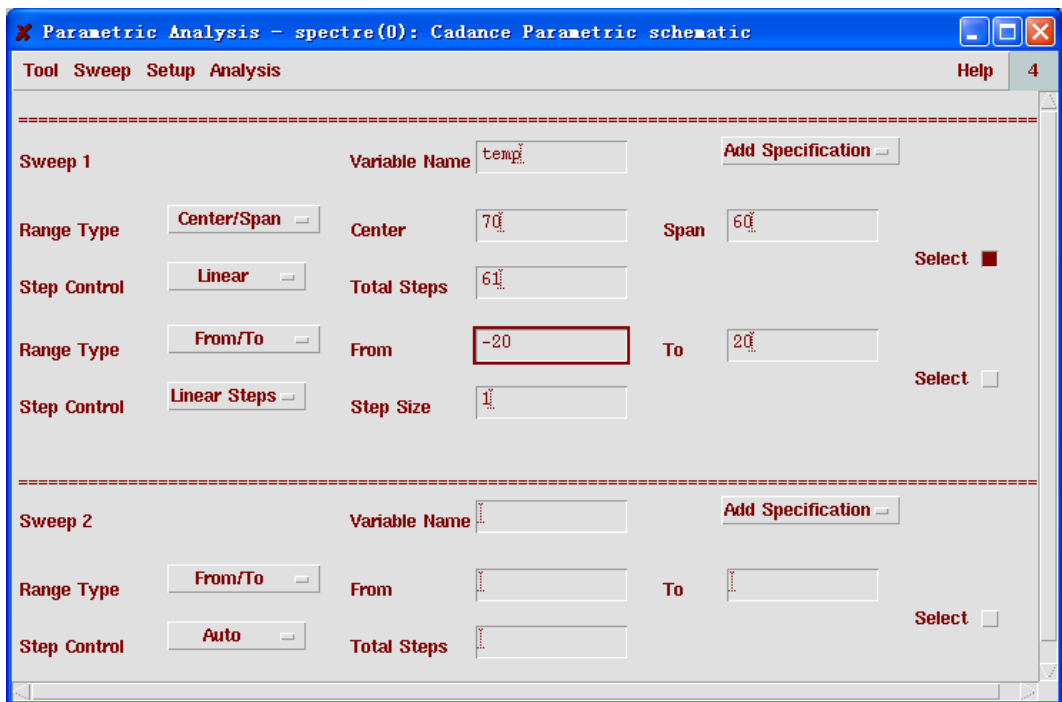 Parametric Analysis - spectre(0): Cadance Parametric schematic
Tool Sweep Setup Analysis Help 4
Sweep 1 Variable Name temp Add Specification
Range Type Center/Span Center 70 Span 60
Select
Step Control Linear Total Steps 61
Range Type From/To From -20 To 20
Select
Step Control Linear Steps Step Size 1
Sweep 2 Variable Name Add Specification
Range Type From/To From To
Select
Step Control Auto Total Steps